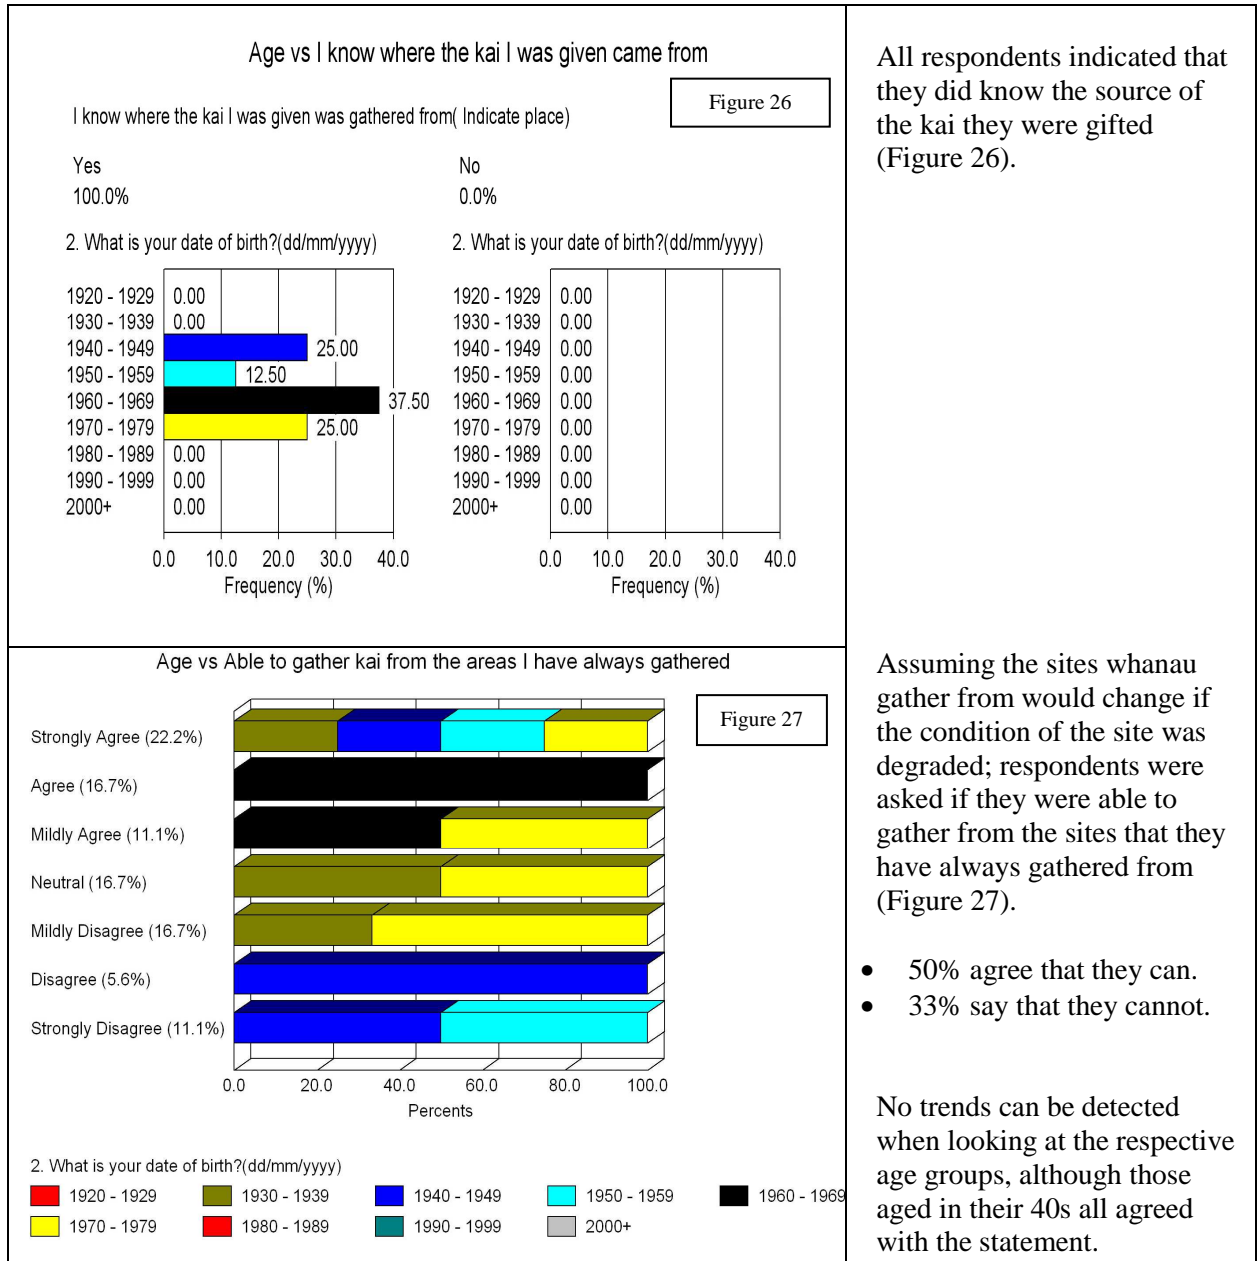 Age vs I know where the kai I was given came from
Figure 26
I know where the kai I was given was gathered from( Indicate place)
Yes
100.0%
No
0.0%
2. What is your date of birth?(dd/mm/yyyy)
1920 - 1929 0.00
1930 - 1939 0.00
1940 - 1949 25.00
1950 - 1959 12.50
1960 - 1969 37.50
1970 - 1979 25.00
1980 - 1989 0.00
1990 - 1999 0.00
2000+ 0.00
0.0 10.0 20.0 30.0 40.0
Frequency (%)
2. What is your date of birth?(dd/mm/yyyy)
1920 - 1929 0.00
1930 - 1939 0.00
1940 - 1949 0.00
1950 - 1959 0.00
1960 - 1969 0.00
1970 - 1979 0.00
1980 - 1989 0.00
1990 - 1999 0.00
2000+ 0.00
0.0 10.0 20.0 30.0 40.0
Frequency (%)
All respondents indicated that
they did know the source of
the kai they were gifted
(Figure 26).
Age vs Able to gather kai from the areas I have always gathered
Figure 27
Strongly Agree (22.2%)
Agree (16.7%)
Mildly Agree (11.1%)
Neutral (16.7%)
Mildly Disagree (16.7%)
Disagree (5.6%)
Strongly Disagree (11.1%)
0.0 20.0 40.0 60.0 80.0 100.0
Percents
2. What is your date of birth?(dd/mm/yyyy)
1920 - 1929 1930 - 1939 1940 - 1949 1950 - 1959 1960 - 1969
1970 - 1979 1980 - 1989 1990 - 1999 2000+
Assuming the sites whanau
gather from would change if
the condition of the site was
degraded; respondents were
asked if they were able to
gather from the sites that they
have always gathered from
(Figure 27).
• 50% agree that they can.
• 33% say that they cannot.
No trends can be detected
when looking at the respective
age groups, although those
aged in their 40s all agreed
with the statement.